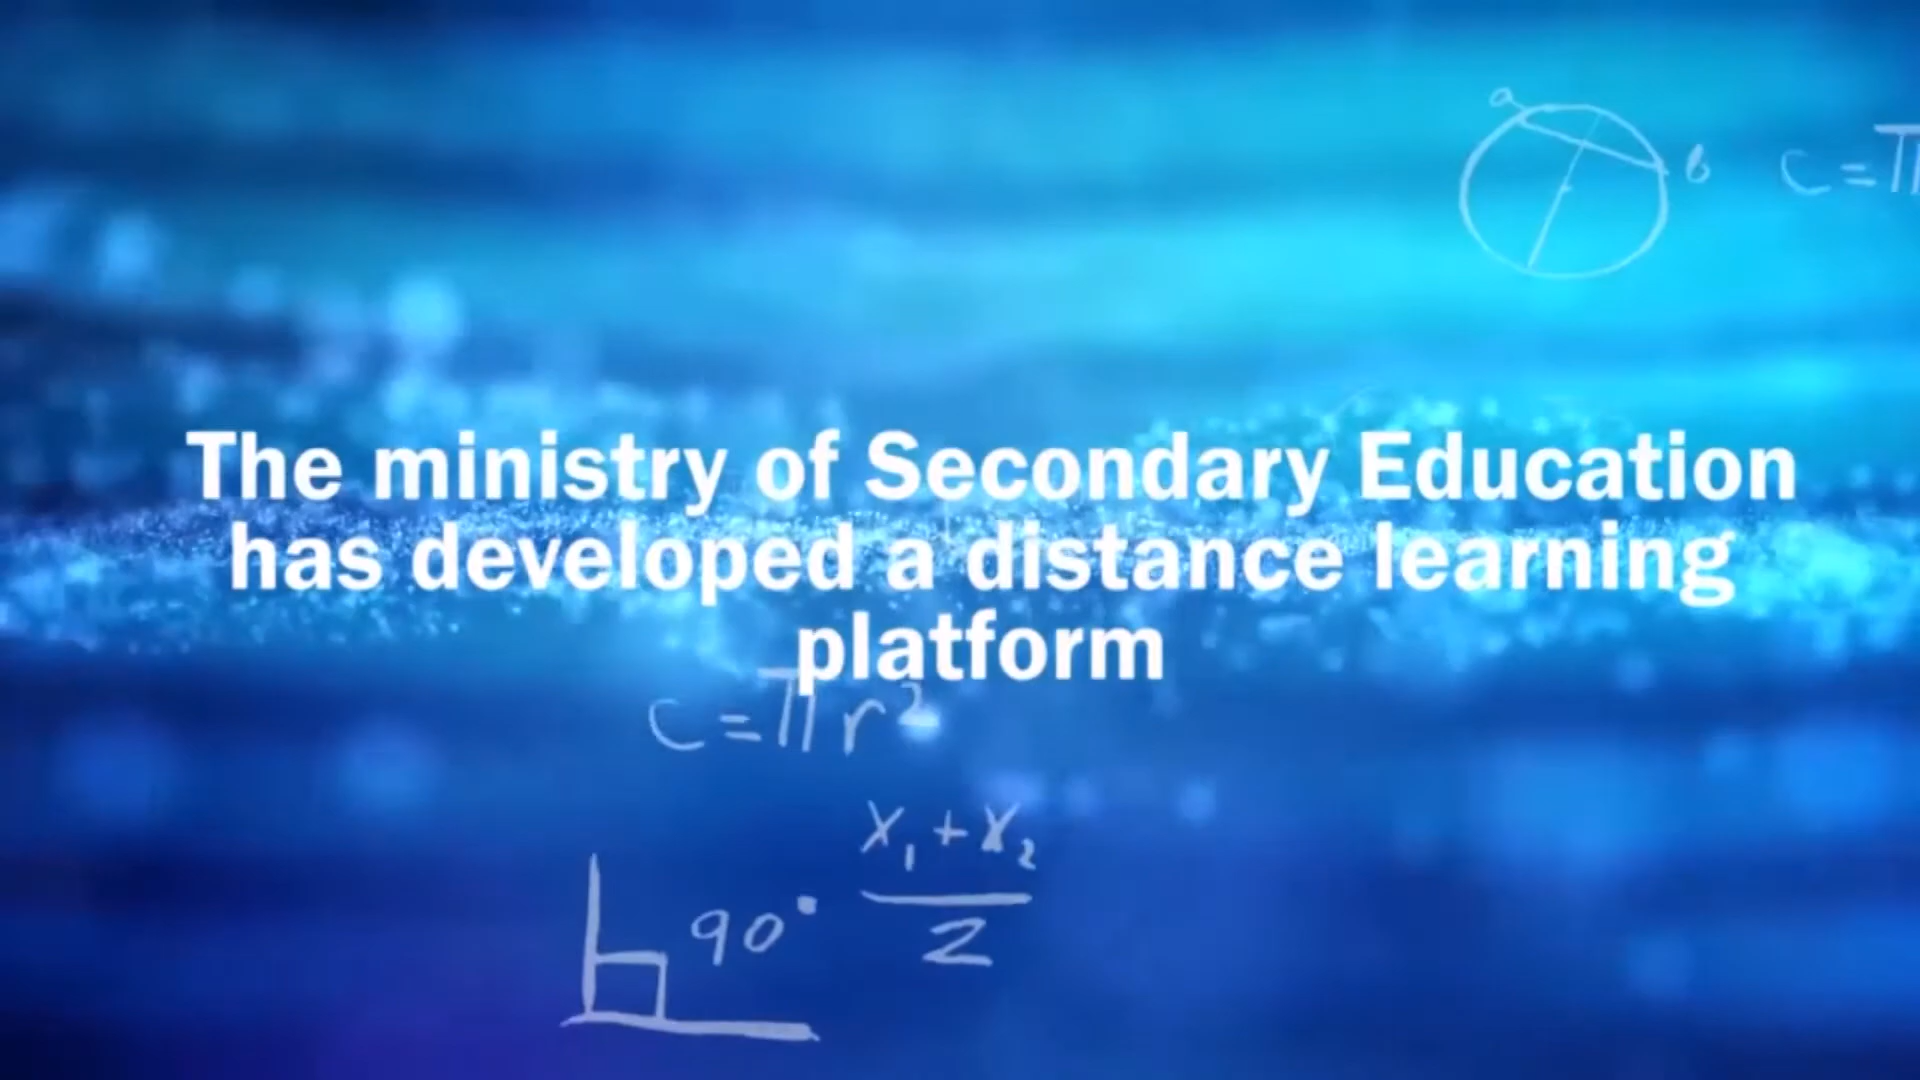 a
b
c=π
The ministry of Secondary Education
has developed a distance learning
platform
c=πr²
x₁+x₂
2
90°